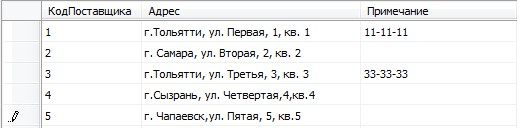 КодПоставщика Адрес Примечание
1 г.Тольятти, ул. Первая, 1, кв. 1 11-11-11
2 г. Самара, ул. Вторая, 2, кв. 2
3 г.Тольятти, ул. Третья, 3, кв. 3 33-33-33
4 г.Сызрань, ул. Четвертая,4,кв.4
5 г. Чапаевск,ул. Пятая, 5, кв.5